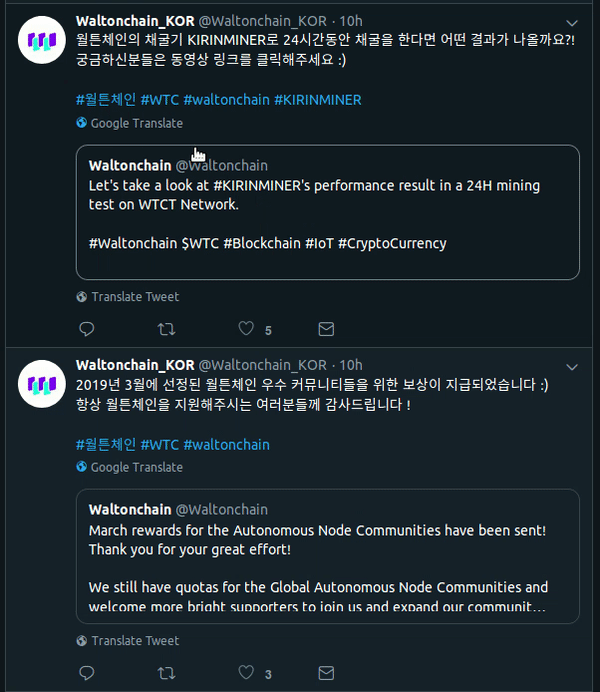 Waltonchain_KOR @Waltonchain_KOR · 10h
월튼체인의 채굴기 KIRINMINER로 24시간동안 채굴을 한다면 어떤 결과가 나올까요?!
궁금하신분들은 동영상 링크를 클릭해주세요 :)
#월튼체인 #WTC #waltonchain #KIRINMINER
Google Translate
Waltonchain @Waltonchain
Let's take a look at #KIRINMINER's performance result in a 24H mining
test on WTCT Network.
#Waltonchain $WTC #Blockchain #IoT #CryptoCurrency
Translate Tweet
5
Waltonchain_KOR @Waltonchain_KOR · 10h
2019년 3월에 선정된 월튼체인 우수 커뮤니티들을 위한 보상이 지급되었습니다 :)
항상 월튼체인을 지원해주시는 여러분들께 감사드립니다 !
#월튼체인 #WTC #waltonchain
Google Translate
Waltonchain @Waltonchain
March rewards for the Autonomous Node Communities have been sent!
Thank you for your great effort!
We still have quotas for the Global Autonomous Node Communities and
welcome more bright supporters to join us and expand our communit...
Translate Tweet
3